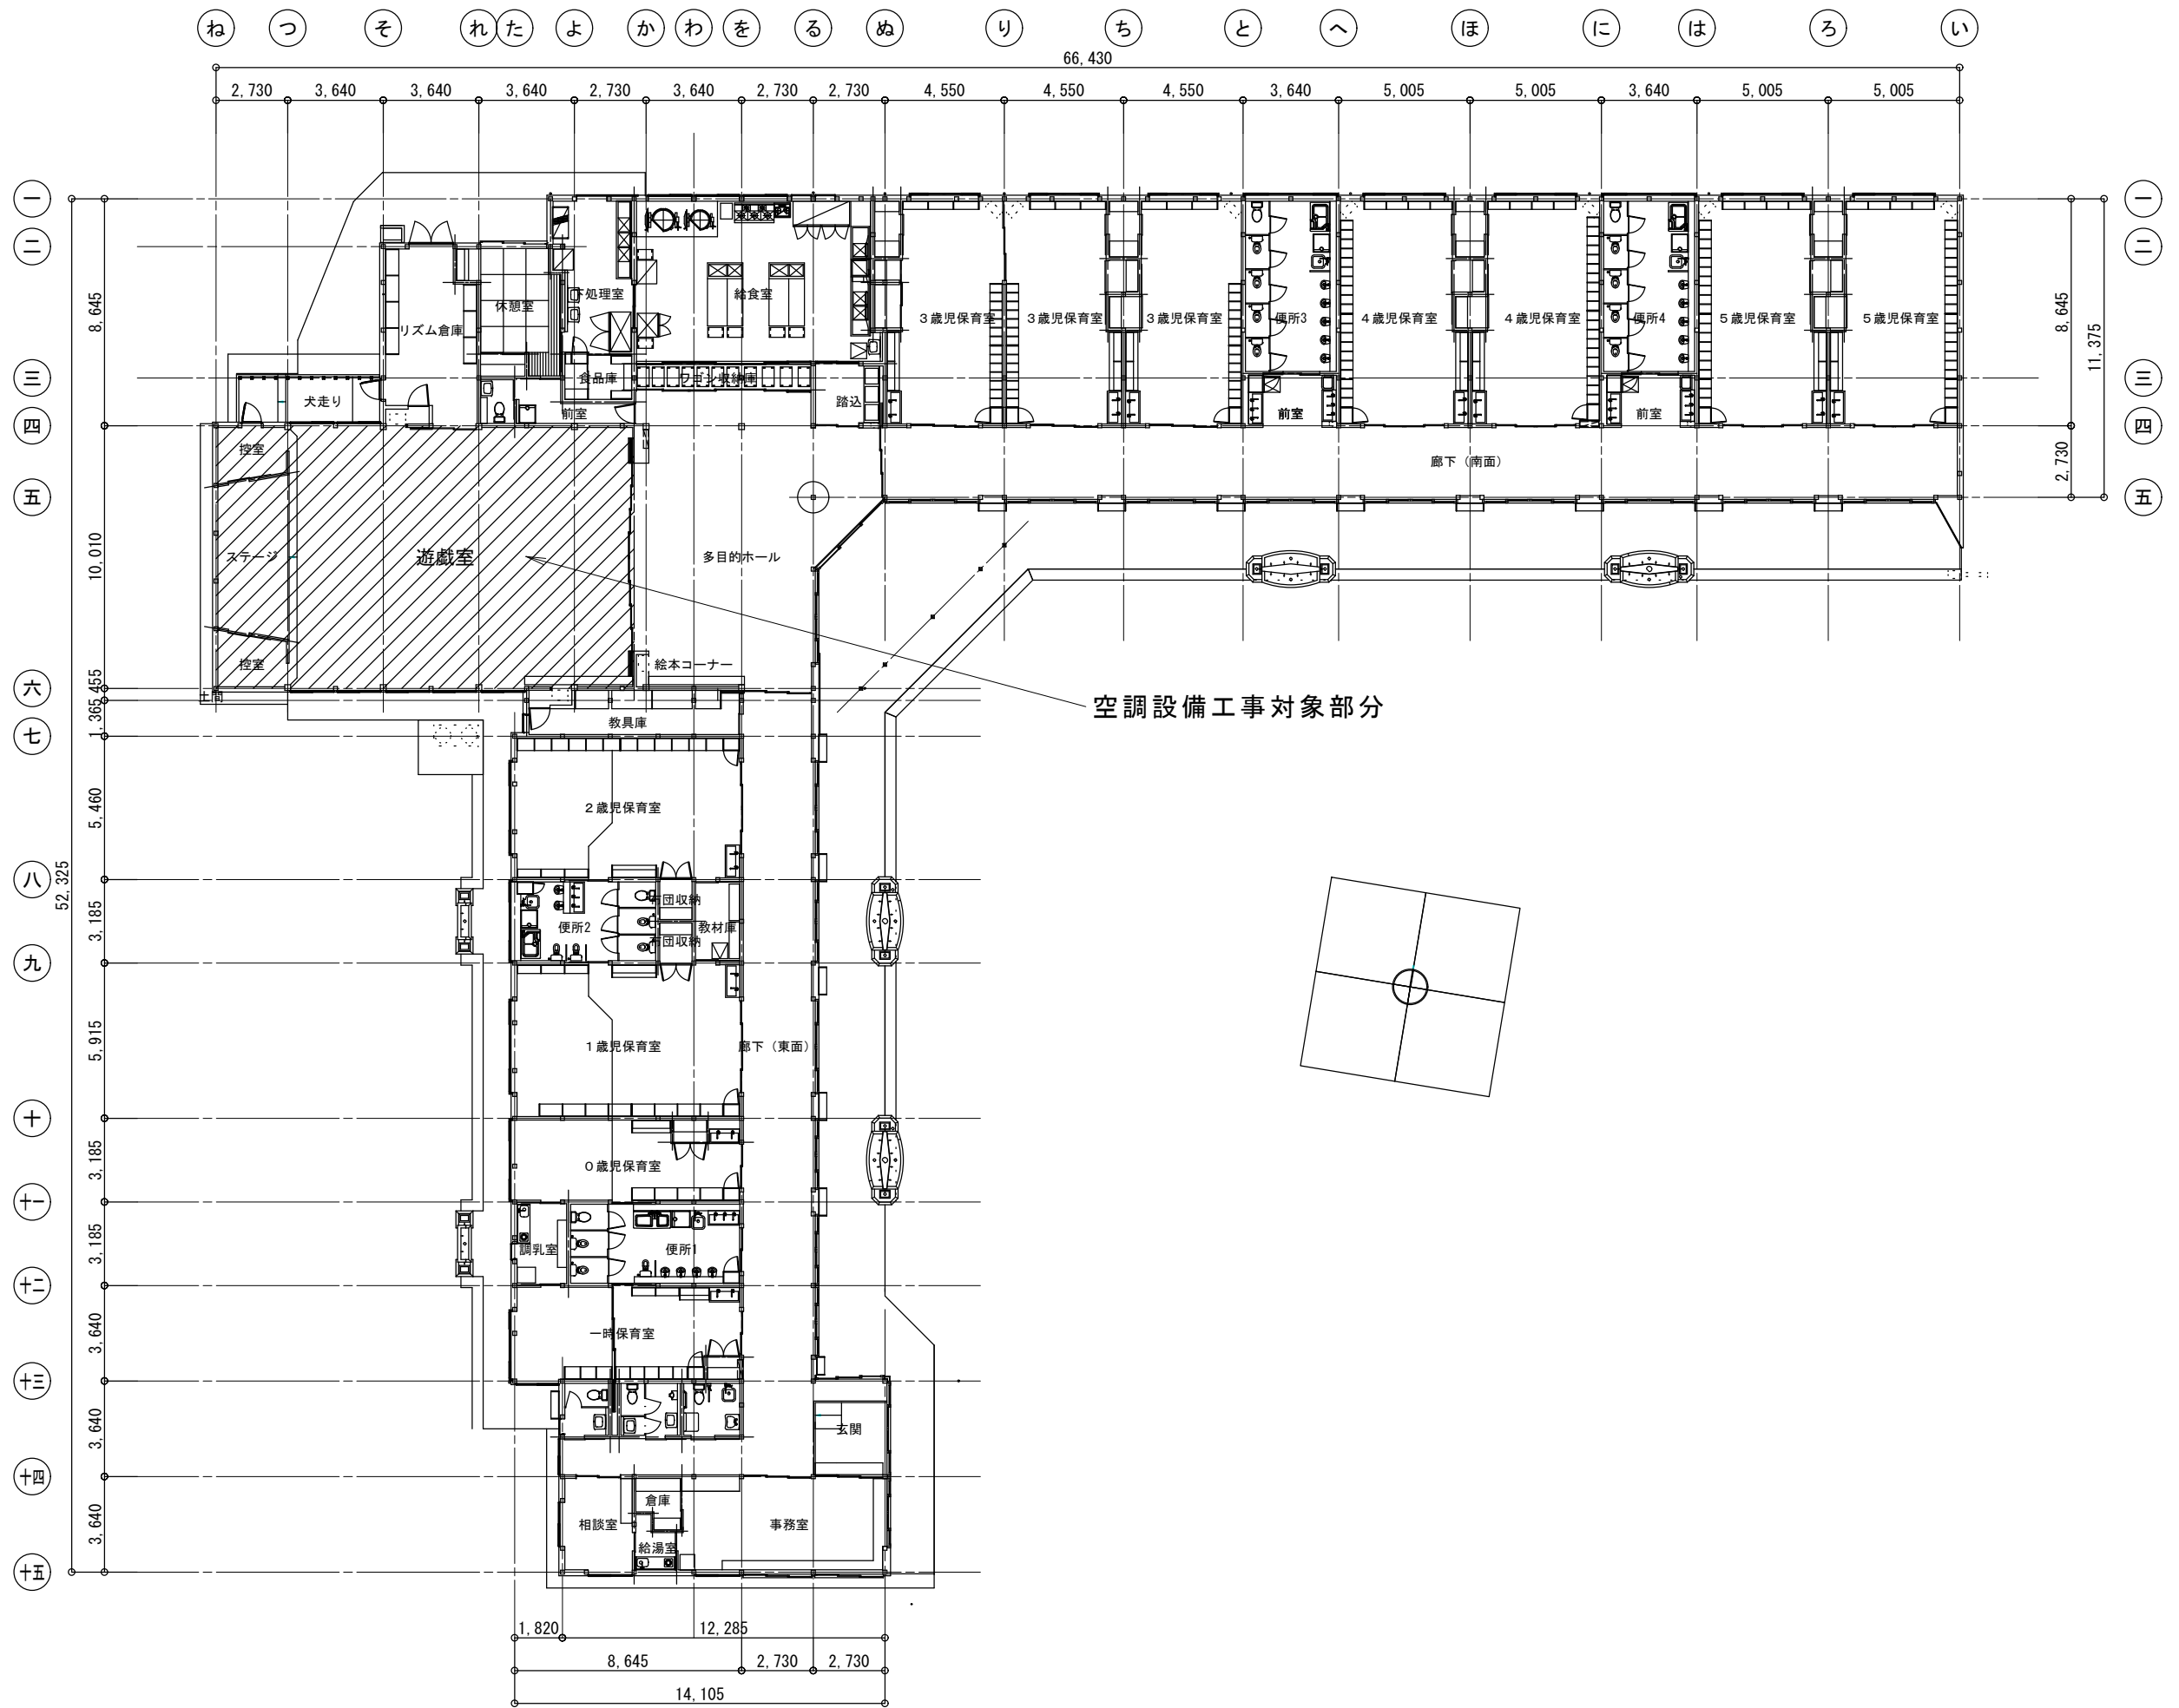 ね つ そ れ た よ か わ を る ぬ り ち と へ ほ に は ろ い
66,430
2,730 3,640 3,640 3,640 2,730 3,640 2,730 2,730 4,550 4,550 4,550 3,640 5,005 5,005 3,640 5,005 5,005
一 一
二 二
8,645
休憩室 下処理室 給食室
リズム倉庫
3歳児保育室 3歳児保育室 3歳児保育室 便所3 4歳児保育室 4歳児保育室 便所4 5歳児保育室 5歳児保育室
8,645
11,375
三 三
食品庫 ワゴン収納庫
犬走り 前室 踏込 前室 前室
四 四
控室
廊下（南面）
2,730
五 五
10,010
ステージ 遊戯室 多目的ホール
控室 絵本コーナー
六
土間
455
空調設備工事対象部分
1,365
教具庫
七
5,460
2歳児保育室
八
52,325
3,185
布団収納
便所2 教材庫
布団収納
九
5,915
1歳児保育室 廊下（東面）
十
3,185
0歳児保育室
十一
3,185
調乳室 便所1
十二
3,640
一時保育室
十三
3,640
玄関
十四
3,640
倉庫
相談室 事務室
給湯室
十五
1,820 12,285
8,645 2,730 2,730
14,105